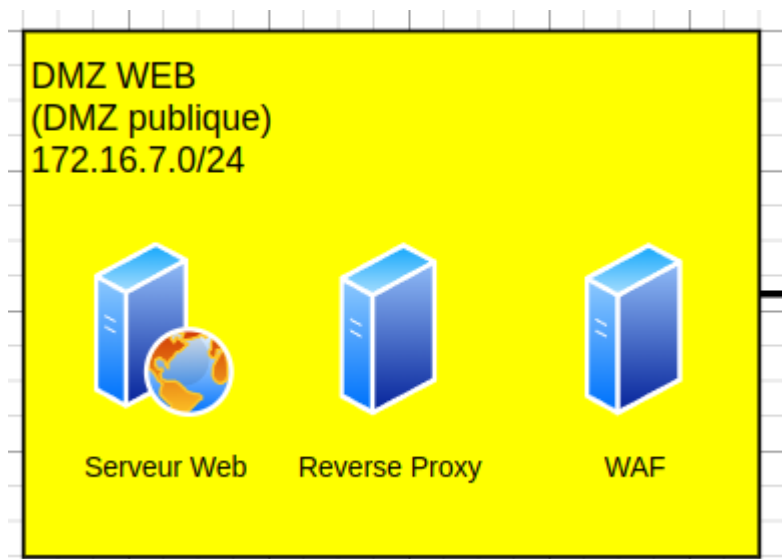 DMZ WEB
(DMZ publique)
172.16.7.0/24
Serveur Web
Reverse Proxy
WAF